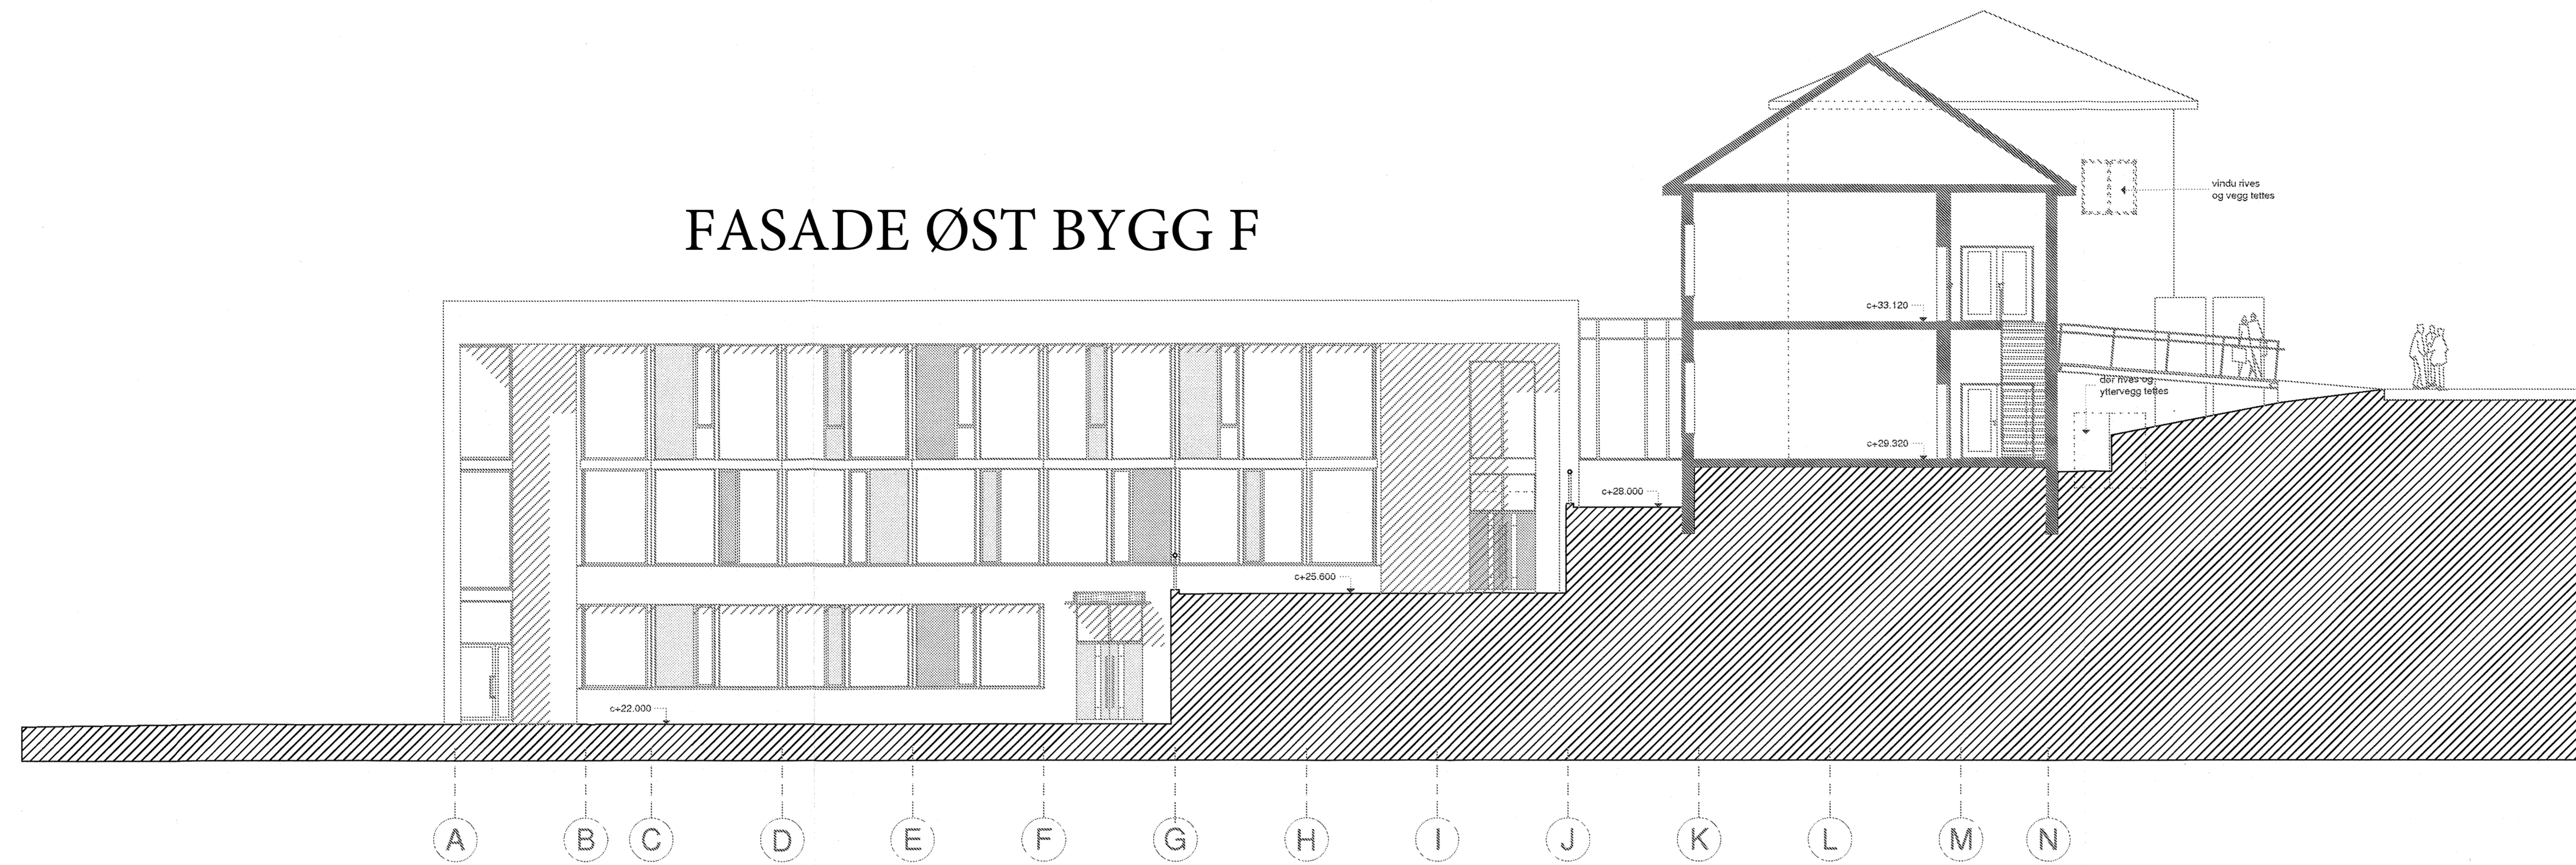 FASADE ØST BYGG F
vindu rives
og vegg tettes
c+33.120
dør rives og
yttervegg tettes
c+29.320
c+28.000
c+25.600
c+22.000
A B C D E F G H I J K L M N